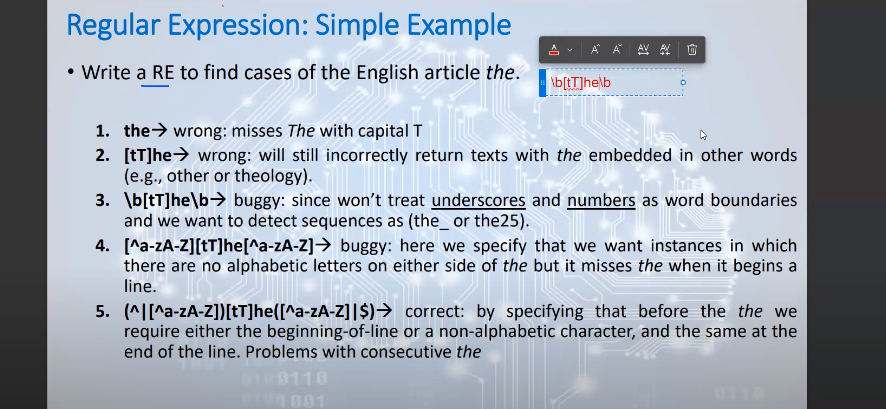 Regular Expression: Simple Example
• Write a RE to find cases of the English article the.
\b[tT]he\b
1. the→ wrong: misses The with capital T
2. [tT]he→ wrong: will still incorrectly return texts with the embedded in other words
(e.g., other or theology).
3. \b[tT]he\b→ buggy: since won't treat underscores and numbers as word boundaries
and we want to detect sequences as (the_ or the25).
4. [^a-zA-Z][tT]he[^a-zA-Z]→ buggy: here we specify that we want instances in which
there are no alphabetic letters on either side of the but it misses the when it begins a
line.
5. (^|[^a-zA-Z])[tT]he([^a-zA-Z]|$)→ correct: by specifying that before the the we
require either the beginning-of-line or a non-alphabetic character, and the same at the
end of the line. Problems with consecutive the